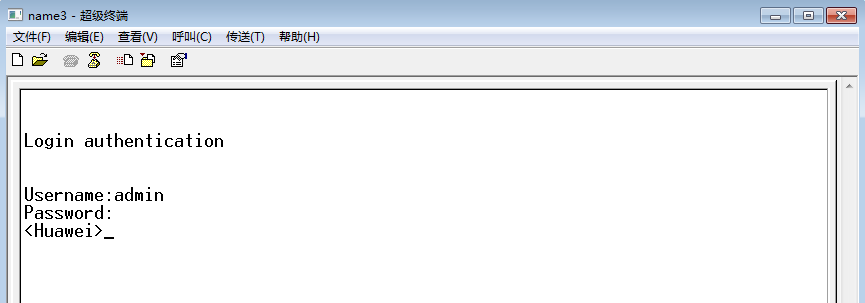 name3 - 超级终端
文件(F) 编辑(E) 查看(V) 呼叫(C) 传送(T) 帮助(H)
Login authentication
Username:admin
Password:
<Huawei>_